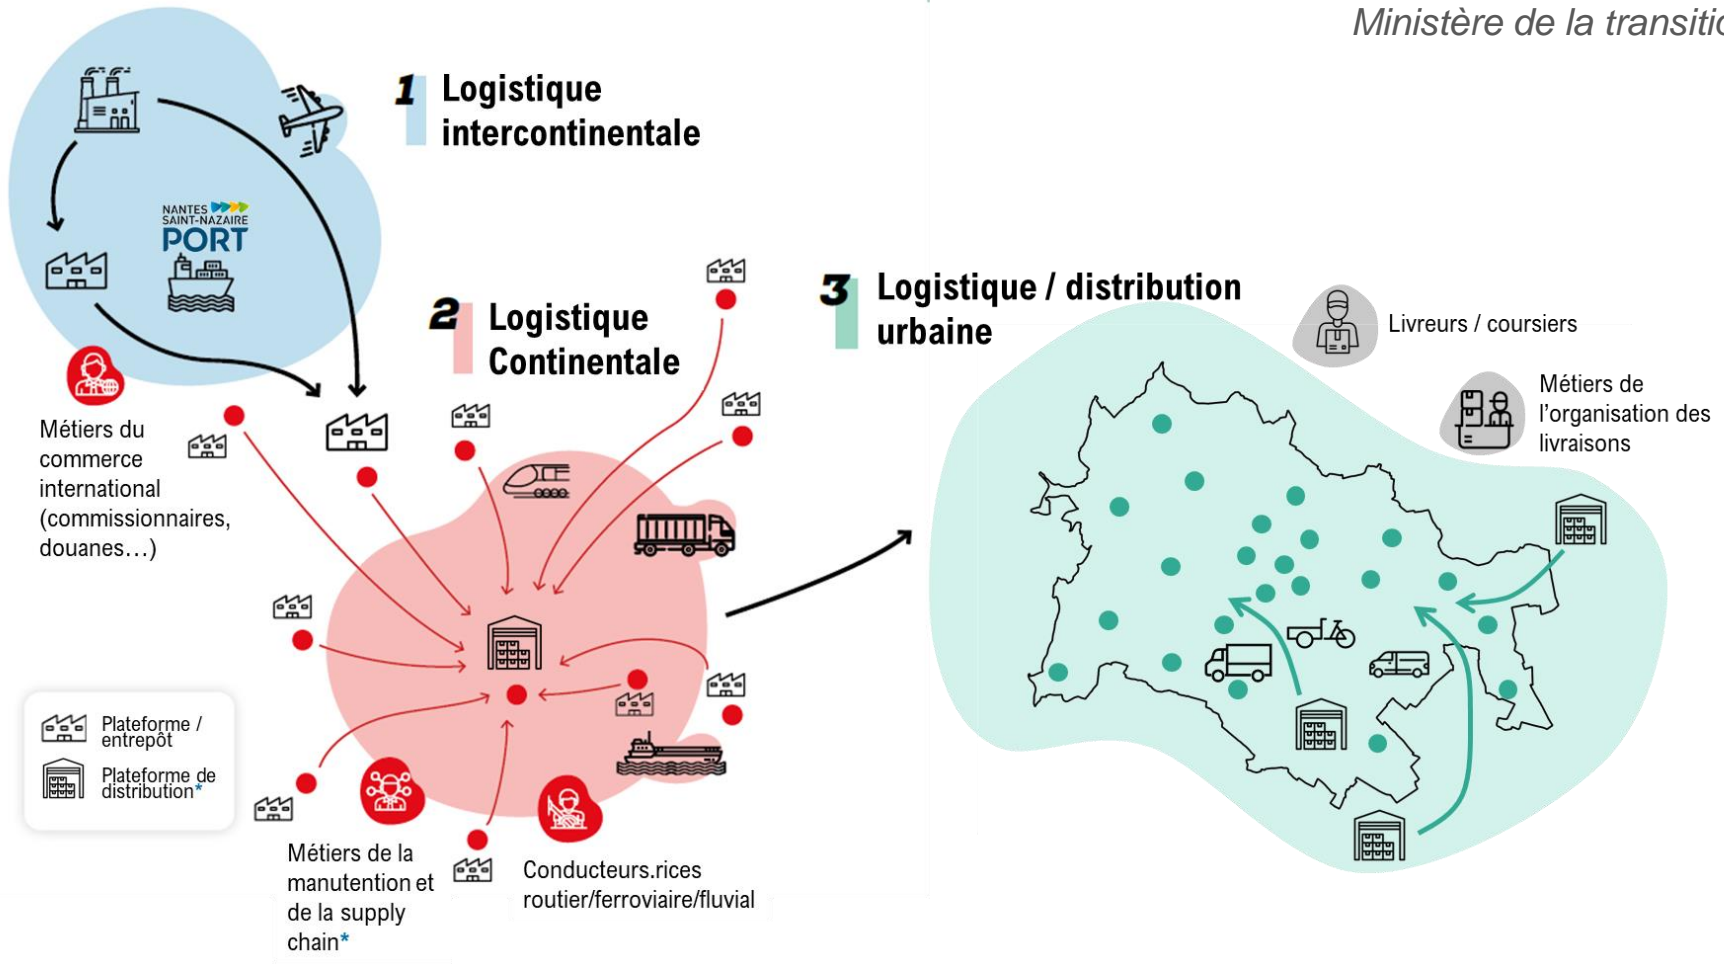 Ministère de la transitio
1 Logistique
intercontinentale
NANTES
SAINT-NAZAIRE
PORT
Métiers du
commerce
international
(commissionnaires,
douanes…)
2 Logistique
Continentale
3 Logistique / distribution
urbaine
Livreurs / coursiers
Métiers de
l’organisation des
livraisons
Plateforme /
entrepôt
Plateforme de
distribution*
Métiers de la
manutention et
de la supply
chain*
Conducteurs.rices
routier/ferroviaire/fluvial